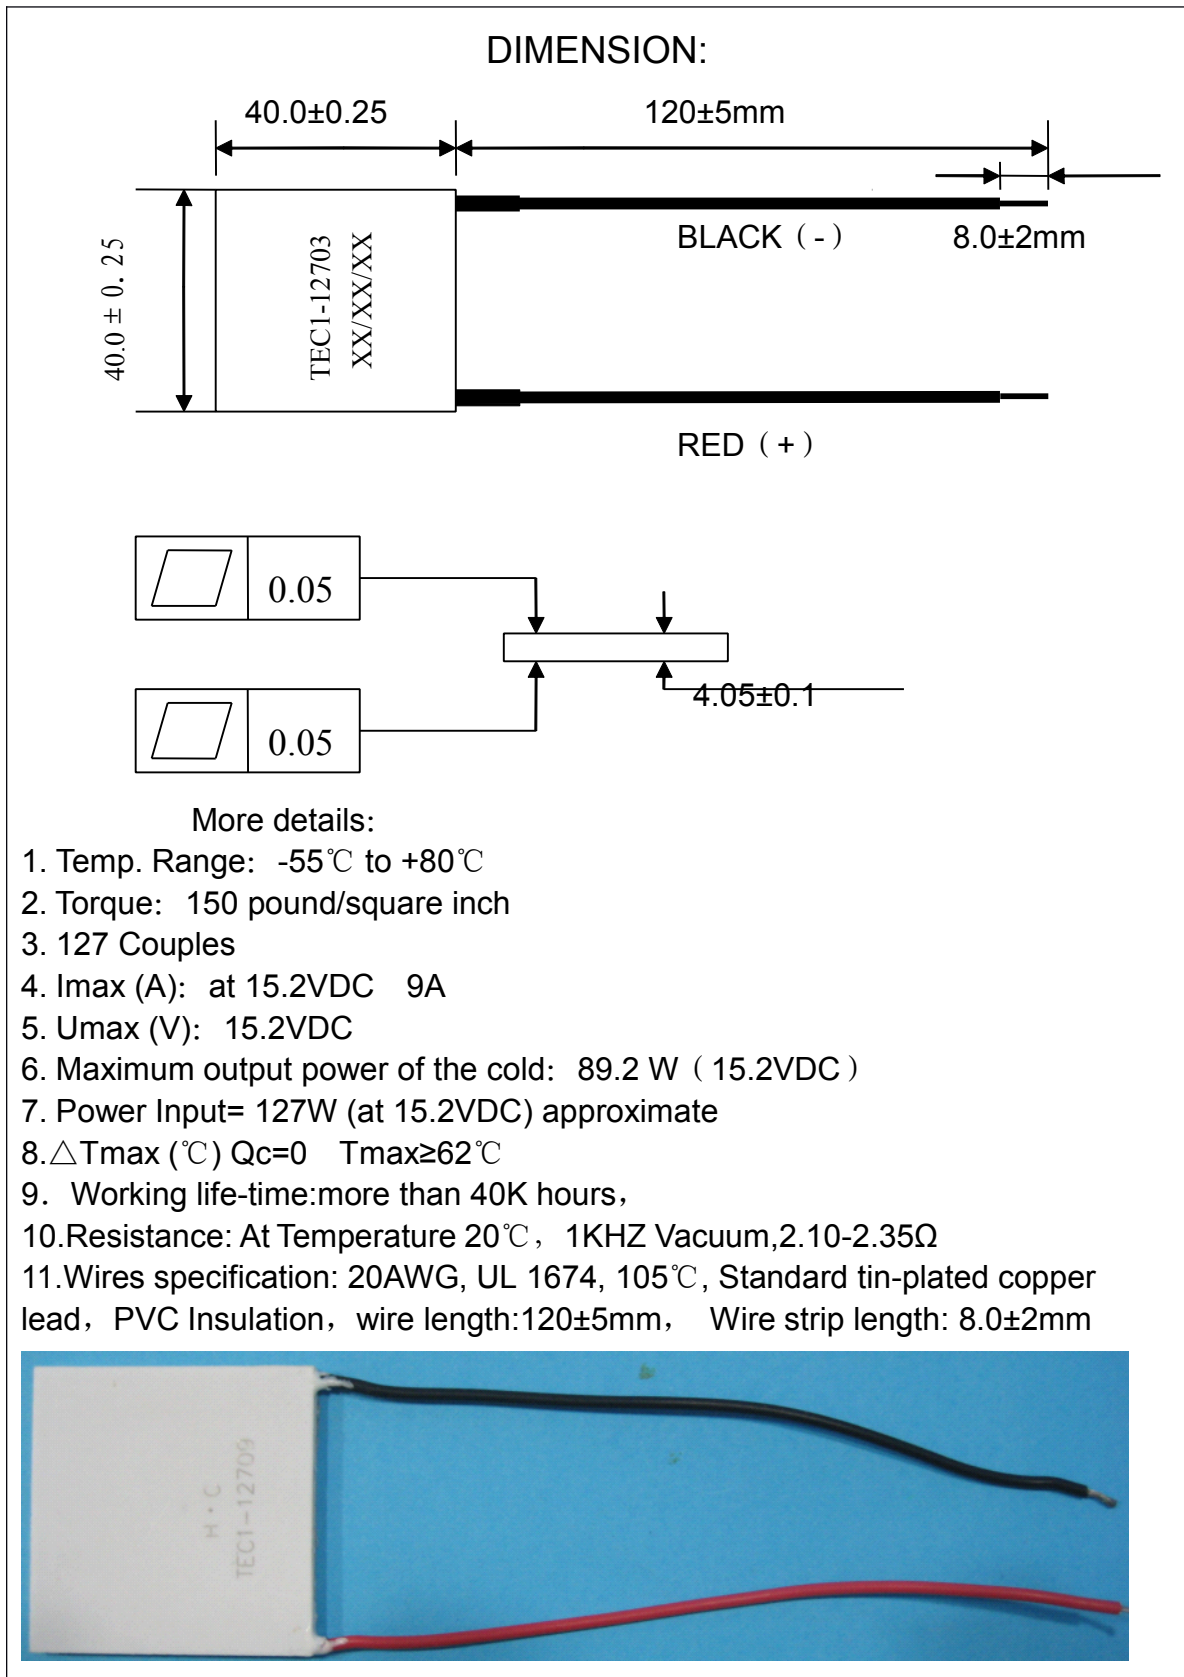 DIMENSION:
40.0±0.25
120±5mm
40.0±0.25
TEC1-12703
XX/XX/XX
BLACK（-）
8.0±2mm
RED（+）
0.05
0.05
4.05±0.1
More details:
1. Temp. Range: -55℃ to +80℃
2. Torque: 150 pound/square inch
3. 127 Couples
4. Imax (A): at 15.2VDC 9A
5. Umax (V): 15.2VDC
6. Maximum output power of the cold: 89.2 W（15.2VDC）
7. Power Input= 127W (at 15.2VDC) approximate
8.△Tmax (℃) Qc=0 Tmax≥62℃
9. Working life-time:more than 40K hours，
10.Resistance: At Temperature 20℃，1KHZ Vacuum,2.10-2.35Ω
11.Wires specification: 20AWG, UL 1674, 105℃, Standard tin-plated copper
lead，PVC Insulation，wire length:120±5mm， Wire strip length: 8.0±2mm
H·C
TEC1-12709